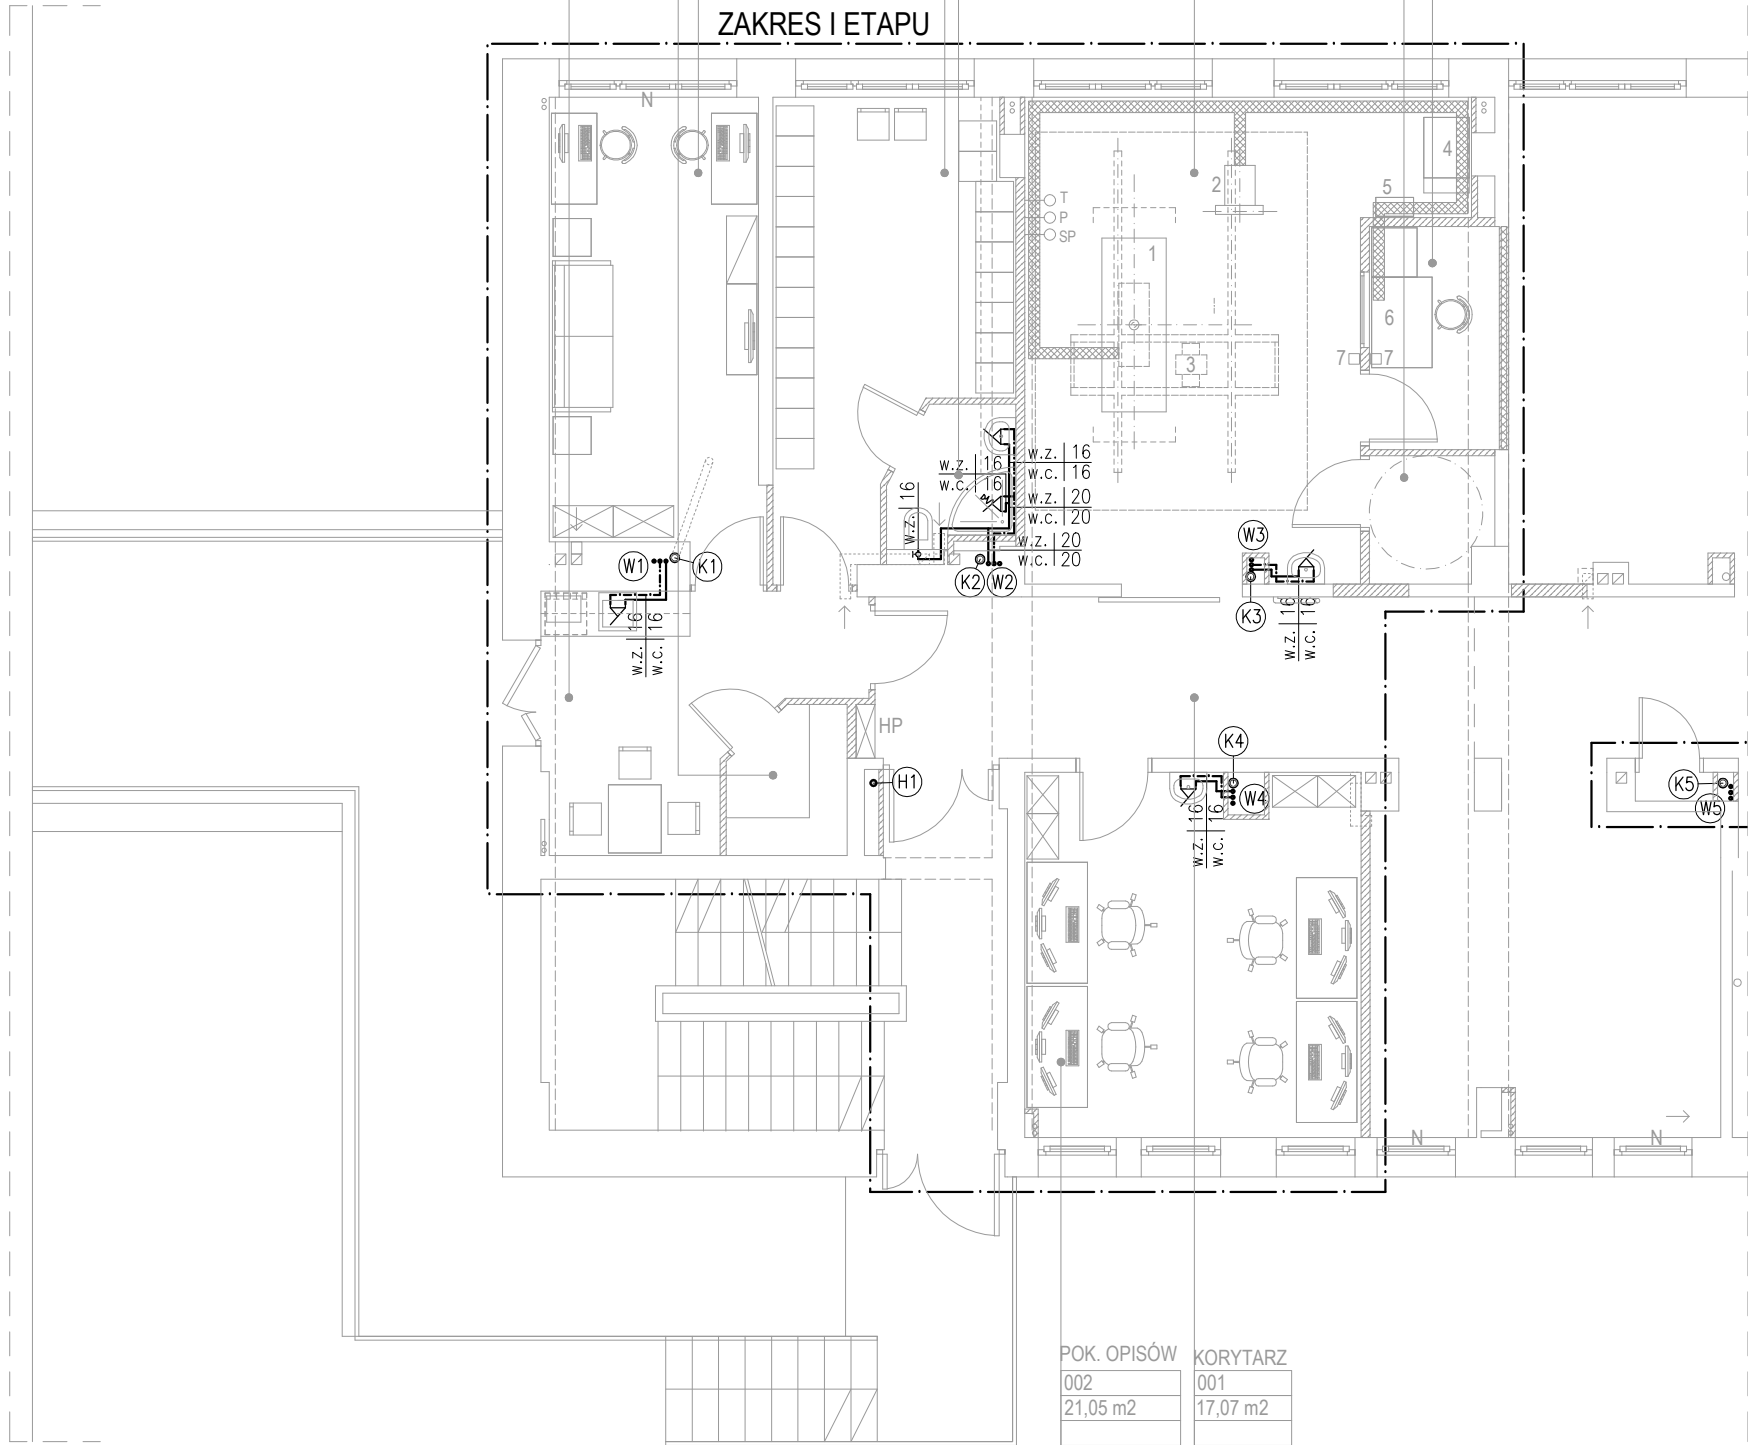 ZAKRES I ETAPU
N
4
2
5
T
P
SP
1
6
3
7
7
w.z. 16
w.c. 16
w.z. 16
w.c. 16
w.z. 16
w.z. 20
w.c. 20
w.z. 20
w.c. 20
W1
K1
K2
W2
W3
K3
w.z. 16
w.c. 16
w.z. 16
w.c. 16
HP
H1
K4
W4
w.z. 16
w.c. 16
K5
W5
N
N
POK. OPISÓW
KORYTARZ
002
001
21,05 m2
17,07 m2